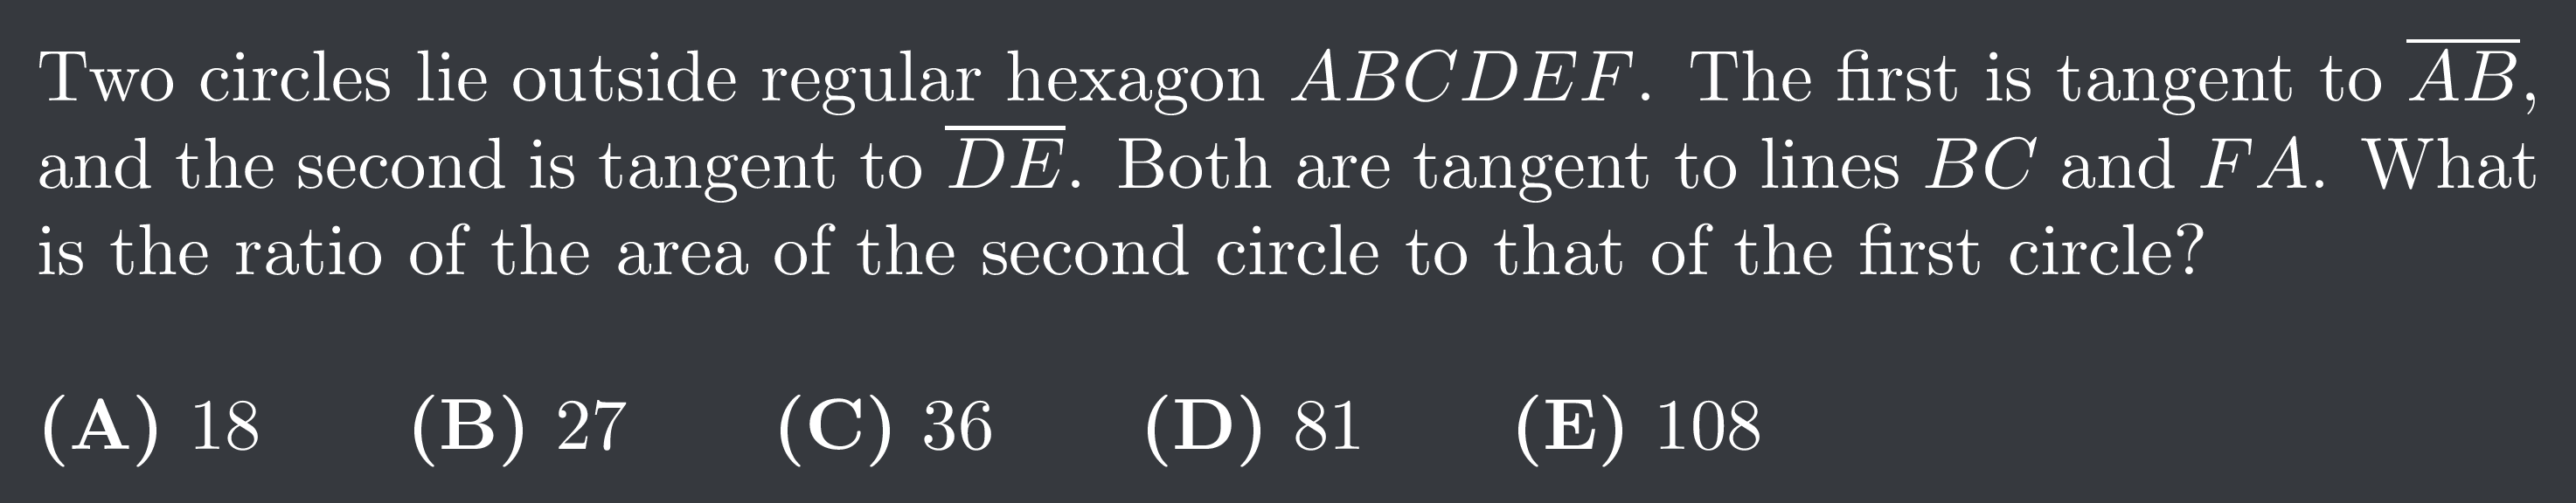 Two circles lie outside regular hexagon $ABCDEF$. The first is tangent to $\overline{AB}$,
and the second is tangent to $\overline{DE}$. Both are tangent to lines $BC$ and $FA$. What
is the ratio of the area of the second circle to that of the first circle?
(A) 18 (B) 27 (C) 36 (D) 81 (E) 108